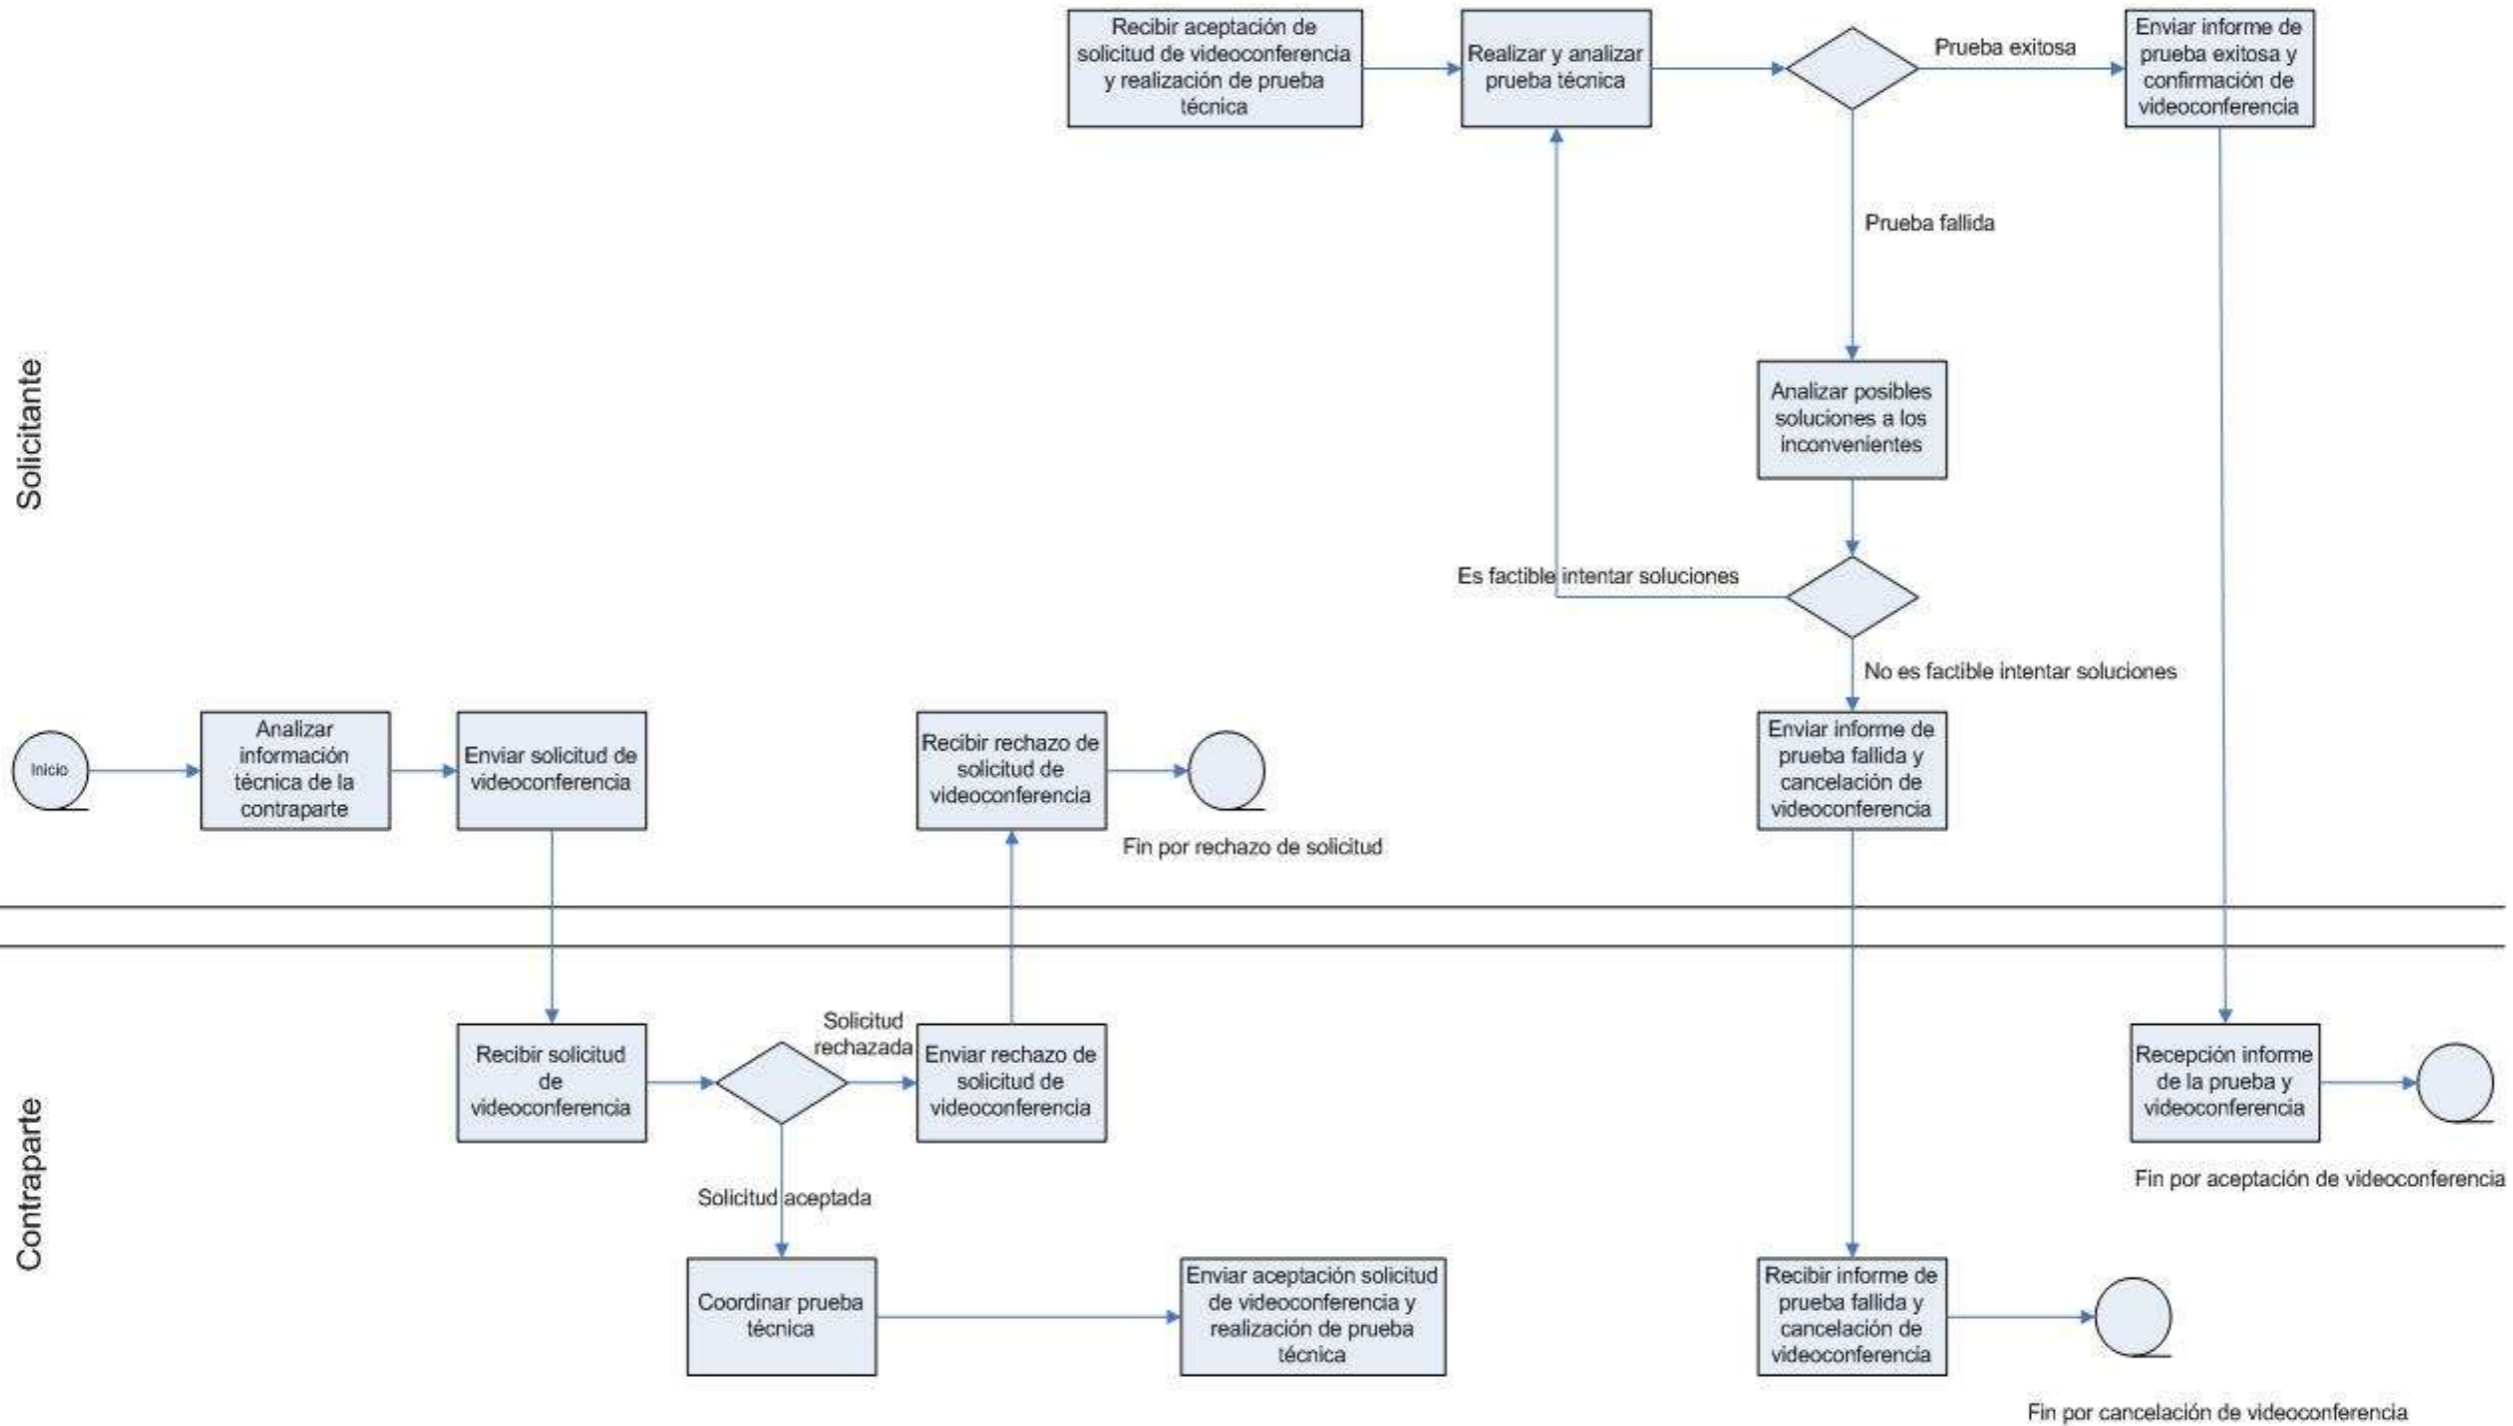 Recibir aceptación de
solicitud de videoconferencia
y realización de prueba
técnica
Realizar y analizar
prueba técnica
Prueba exitosa
Enviar informe de
prueba exitosa y
confirmación de
videoconferencia
Prueba fallida
Solicitante
Analizar posibles
soluciones a los
inconvenientes
Es factible intentar soluciones
No es factible intentar soluciones
Inicio
Analizar
información
técnica de la
contraparte
Enviar solicitud de
videoconferencia
Recibir rechazo de
solicitud de
videoconferencia
Fin por rechazo de solicitud
Enviar informe de
prueba fallida y
cancelación de
videoconferencia
Contraparte
Recibir solicitud
de
videoconferencia
Solicitud
rechazada
Enviar rechazo de
solicitud de
videoconferencia
Recepción informe
de la prueba y
videoconferencia
Fin por aceptación de videoconferencia
Solicitud aceptada
Coordinar prueba
técnica
Enviar aceptación solicitud
de videoconferencia y
realización de prueba
técnica
Recibir informe de
prueba fallida y
cancelación de
videoconferencia
Fin por cancelación de videoconferencia